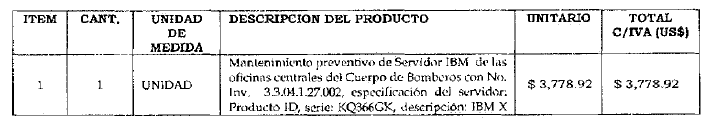 ITEM CANT. UNIDAD DE MEDIDA DESCRIPCION DEL PRODUCTO UNITARIO TOTAL C/IVA (US$)
1 1 UNIDAD Mantenimiento preventivo de Servidor IBM de las
oficinas centrales del Cuerpo de Bomberos con No.
Inv. 3.3.04.1.27.002, especificación del servidor:
Producto ID, serie: KQ366GK, descripción: IBM X
$ 3,778.92 $ 3,778.92